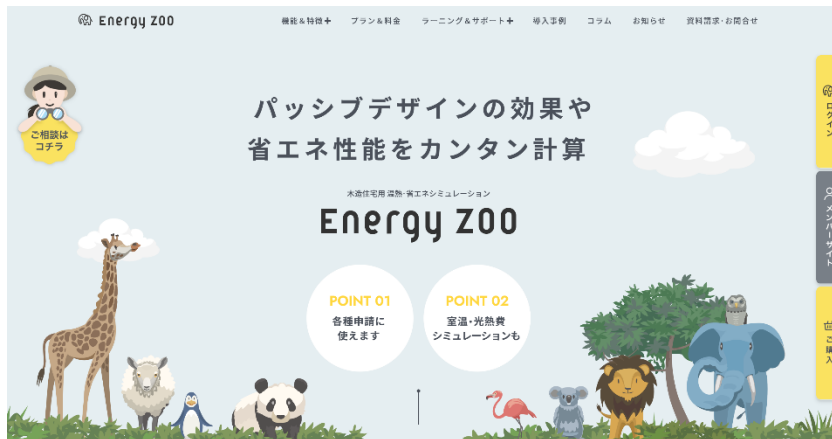 Energy ZOO
機能&特徴+
プラン&料金
ラーニング&サポート+
導入事例
コラム
お知らせ
資料請求・お問合せ
ご相談は
コチラ
パッシブデザインの効果や
省エネ性能をカンタン計算
木造住宅用 温熱・省エネシミュレーション
Energy ZOO
POINT 01
各種申請に
使えます
POINT 02
室温・光熱費
シミュレーションも
ログイン
メンバーサイト
ご購入